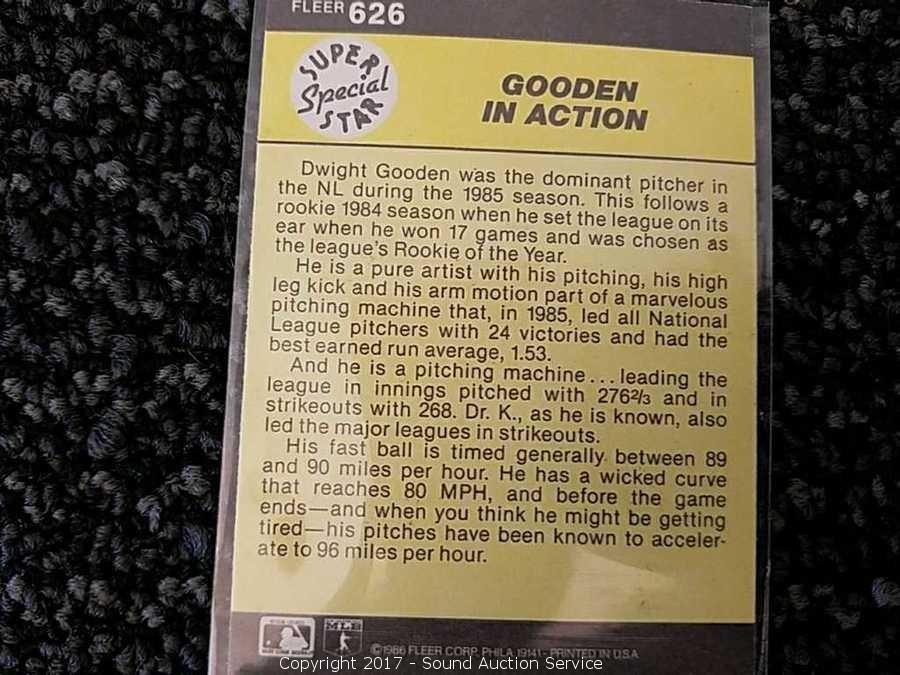 FLEER 626
SUPER
Special
STAR
GOODEN
IN ACTION
Dwight Gooden was the dominant pitcher in
the NL during the 1985 season. This follows a
rookie 1984 season when he set the league on its
ear when he won 17 games and was chosen as
the league's Rookie of the Year.
He is a pure artist with his pitching, his high
leg kick and his arm motion part of a marvelous
pitching machine that, in 1985, led all National
League pitchers with 24 victories and had the
best earned run average, 1.53.
And he is a pitching machine...leading the
league in innings pitched with 276⅔ and in
strikeouts with 268. Dr. K., as he is known, also
led the major leagues in strikeouts.
His fast ball is timed generally between 89
and 90 miles per hour. He has a wicked curve
that reaches 80 MPH, and before the game
ends—and when you think he might be getting
tired—his pitches have been known to acceler-
ate to 96 miles per hour.
©1986 FLEER CORP. PHILA 19141-PRINTED IN U.S.A.
Copyright 2017 - Sound Auction Service